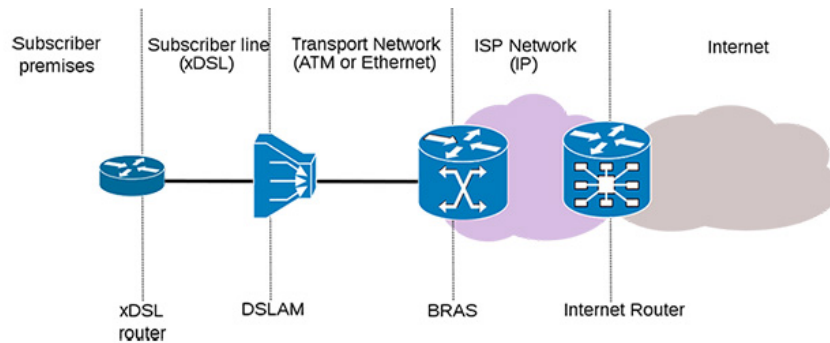 Subscriber
premises
Subscriber line
(xDSL)
Transport Network
(ATM or Ethernet)
ISP Network
(IP)
Internet
xDSL
router
DSLAM
BRAS
Internet Router